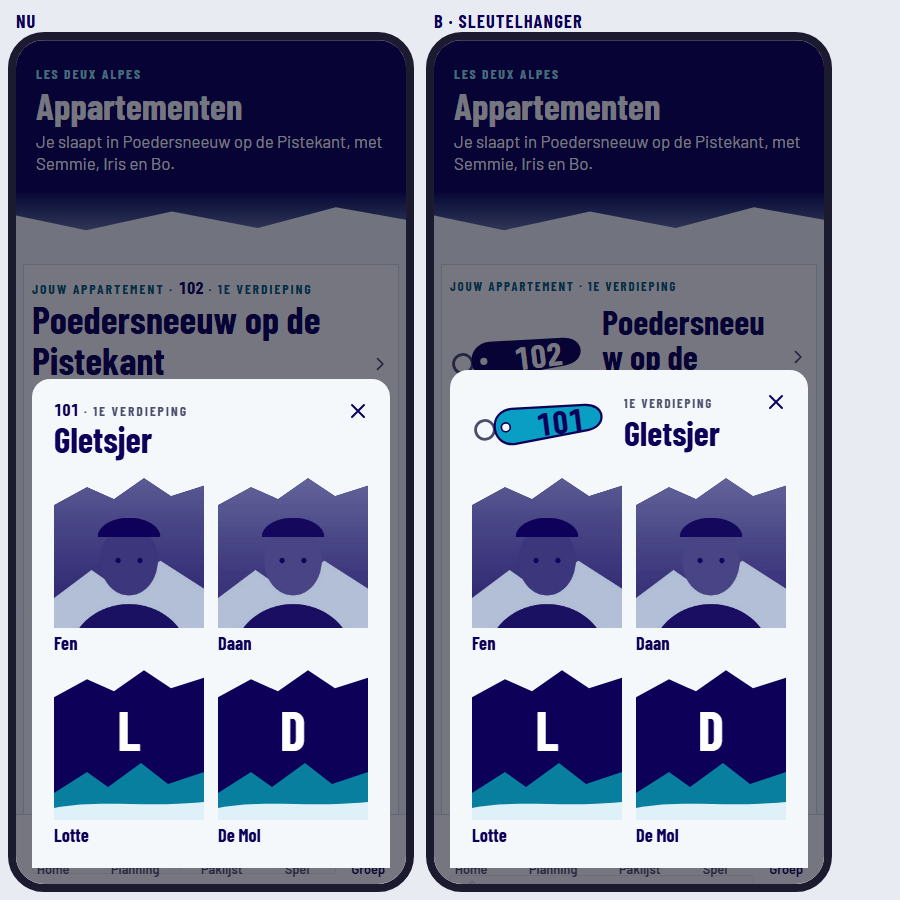 NU
LES DEUX ALPES
Appartementen
Je slaapt in Poedersneeuw op de Pistekant, met
Semmie, Iris en Bo.
JOUW APPARTEMENT · 102 · 1E VERDIEPING
Poedersneeuw op de
Pistekant
101 · 1E VERDIEPING
Gletsjer
Fen
Daan
L
D
Lotte
De Mol
Home
Planning
Paklijst
Spel
Groep
B · SLEUTELHANGER
LES DEUX ALPES
Appartementen
Je slaapt in Poedersneeuw op de Pistekant, met
Semmie, Iris en Bo.
JOUW APPARTEMENT · 1E VERDIEPING
102
Poedersneeu
w op de
101
1E VERDIEPING
Gletsjer
Fen
Daan
L
D
Lotte
De Mol
Home
Planning
Paklijst
Spel
Groep